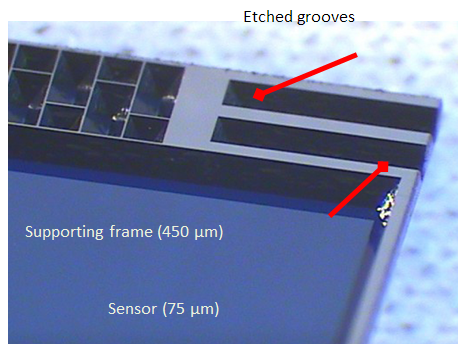 Etched grooves
Supporting frame (450 µm)
Sensor (75 µm)